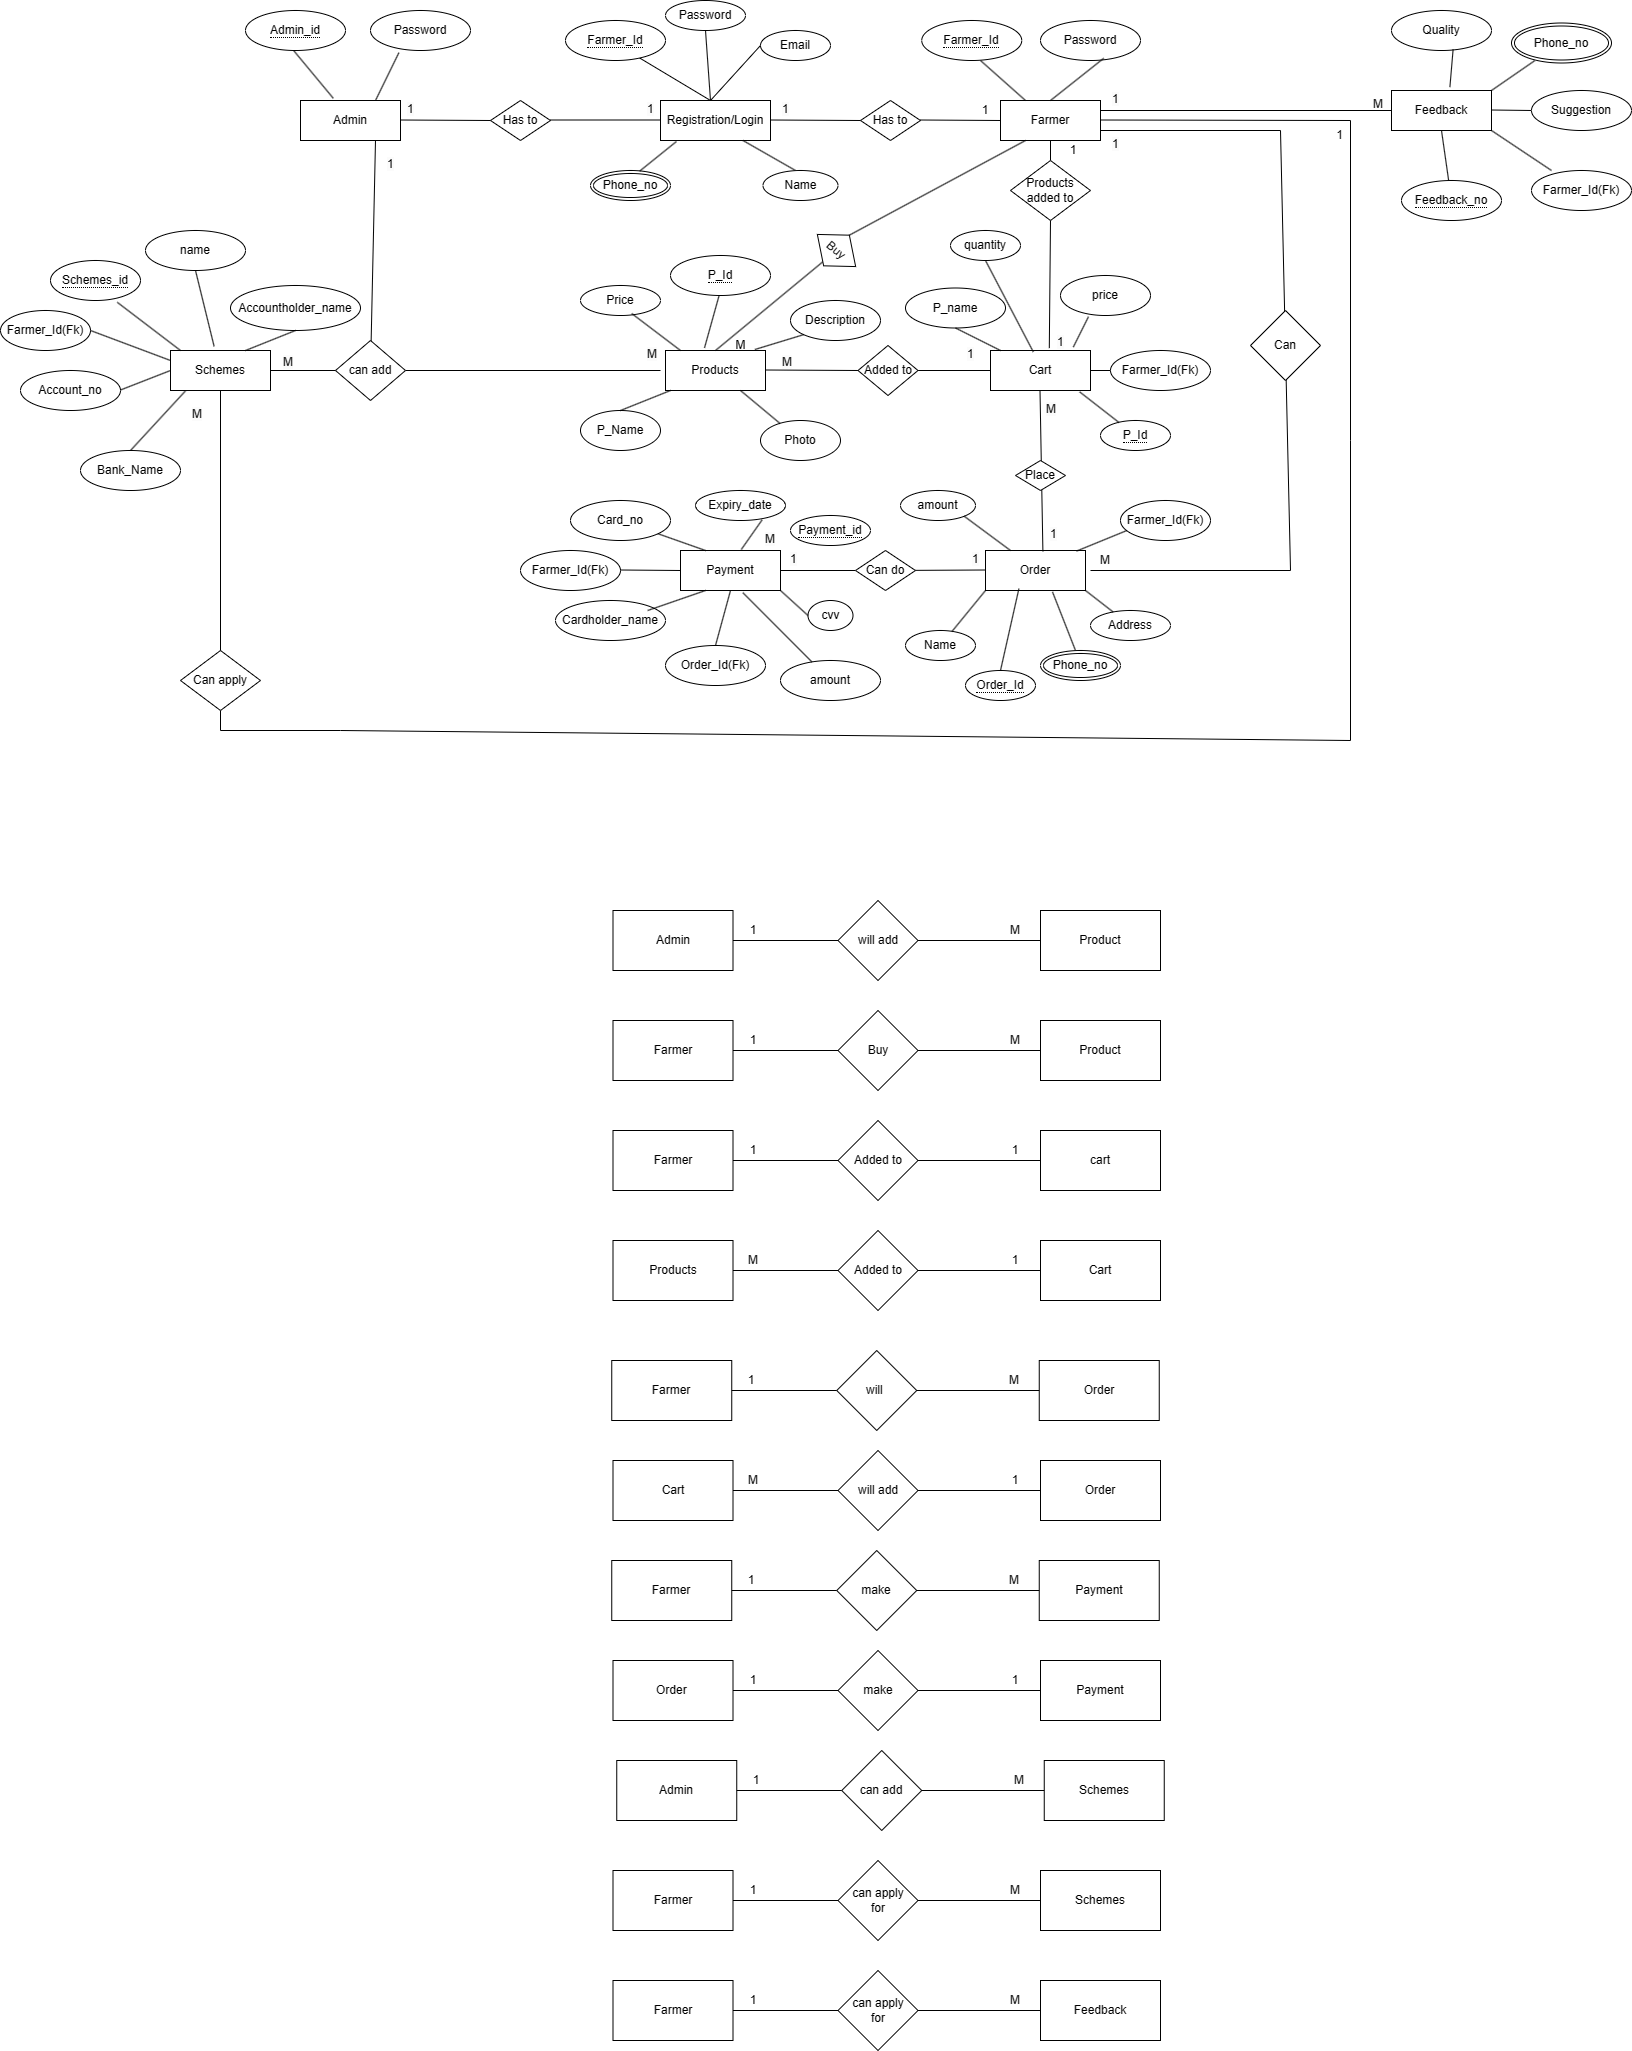 Admin_id
Password
Farmer_Id
Password
Email
Farmer_Id
Password
Quality
Phone_no
Admin
1
Has to
1
Registration/Login
1
Has to
1
Farmer
1
M
Feedback
Suggestion
1
1
1
1
Phone_no
Name
Products
added to
Feedback_no
Farmer_Id(Fk)
name
Buy
quantity
Schemes_id
Accountholder_name
P_Id
Price
Description
P_name
price
Farmer_Id(Fk)
Can
Schemes
M
can add
M
Products
M
M
Added to
1
1
Cart
Farmer_Id(Fk)
Account_no
M
M
P_Id
P_Name
Photo
Bank_Name
Place
Card_no
Expiry_date
Payment_id
amount
Farmer_Id(Fk)
M
1
Farmer_Id(Fk)
Payment
1
Can do
1
Order
M
Cardholder_name
cvv
Address
Name
Order_Id(Fk)
Phone_no
Can apply
amount
Order_Id
Admin
1
will add
M
Product
Farmer
1
Buy
M
Product
Farmer
1
Added to
1
cart
Products
M
Added to
1
Cart
Farmer
1
will
M
Order
Cart
M
will add
1
Order
Farmer
1
make
M
Payment
Order
1
make
1
Payment
Admin
1
can add
M
Schemes
Farmer
1
can apply
for
M
Schemes
Farmer
1
can apply
for
M
Feedback